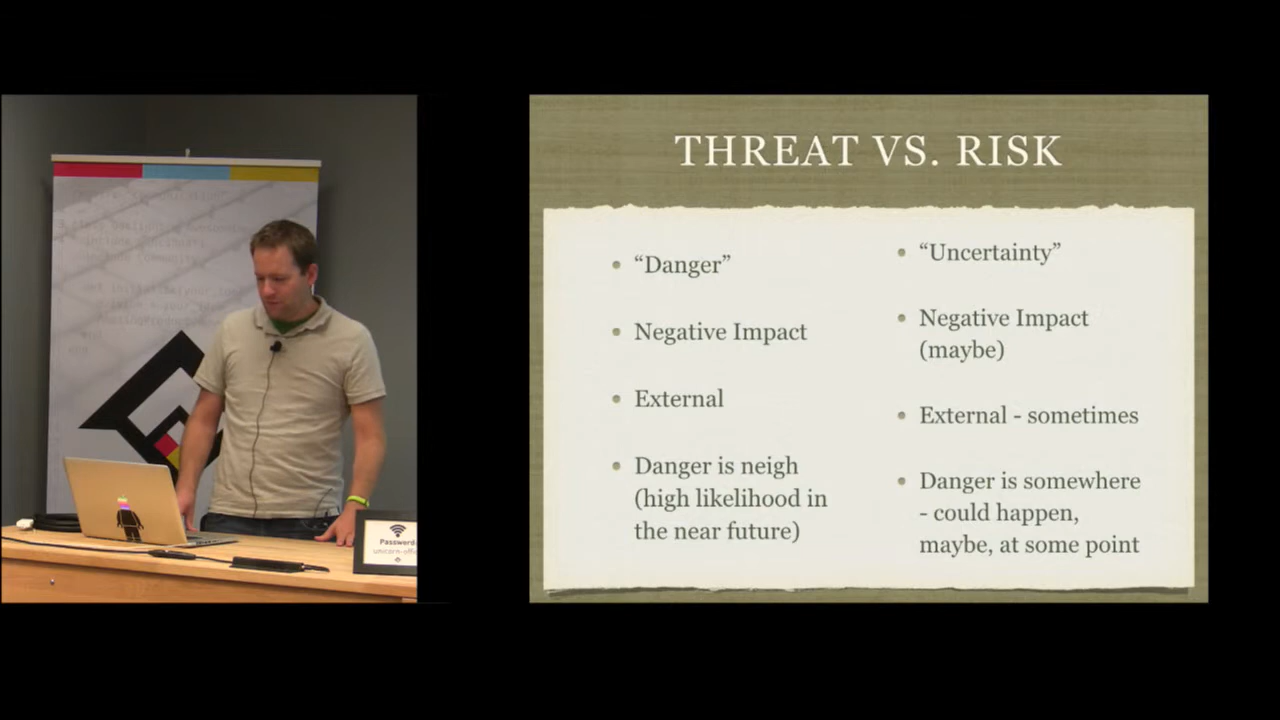 THREAT VS. RISK
• “Danger”
• Negative Impact
• External
• Danger is neigh
(high likelihood in
the near future)
• “Uncertainty”
• Negative Impact
(maybe)
• External - sometimes
• Danger is somewhere
- could happen,
maybe, at some point
Password: